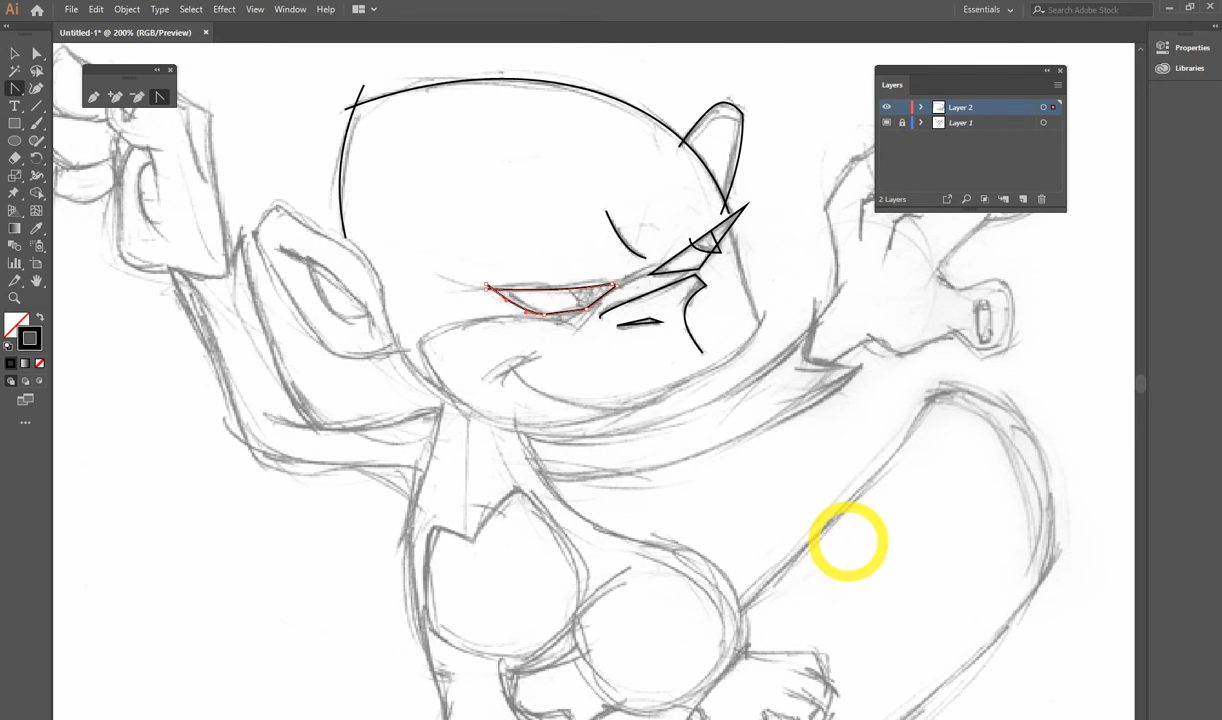 Ai File Edit Object Type Select Effect View Window Help Essentials Search Adobe Stock
Untitled-1* @ 200% (RGB/Preview)
Properties
Libraries
Layers
Layer 2
Layer 1
2 Layers